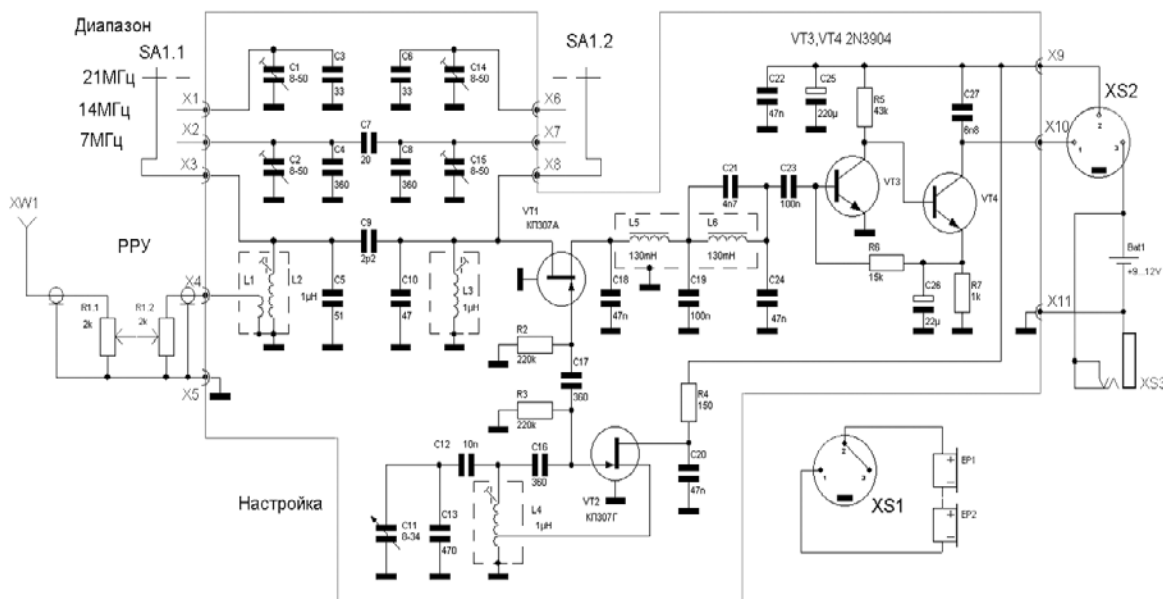 Диапазон
SA1.1
SA1.2
VT3,VT4 2N3904
21МГц
14МГц
7МГц
X1
X2
X3
X4
X5
X6
X7
X8
X9
X10
X11
C1
8-50
C3
33
C6
33
C14
8-50
C2
8-50
C4
360
C7
20
C8
360
C15
8-50
C22
47n
C25
220µ
R5
43k
C27
6n8
XS2
1
2
3
C21
4n7
C23
100n
VT3
VT4
XW1
РРУ
R1.1
2k
R1.2
2k
L1
L2
1µH
C5
51
C9
2p2
C10
47
L3
1µH
VT1
КП307А
L5
130mH
L6
130mH
C18
47n
C19
100n
C24
47n
R6
15k
C26
22µ
R7
1k
Bat1
+9...12V
XS3
R2
220k
C17
360
R3
220k
R4
150
C20
47n
C12
10n
C16
360
VT2
КП307Г
Настройка
C11
8-34
C13
470
L4
1µH
XS1
1
2
3
EP1
+
−
EP2
+
−